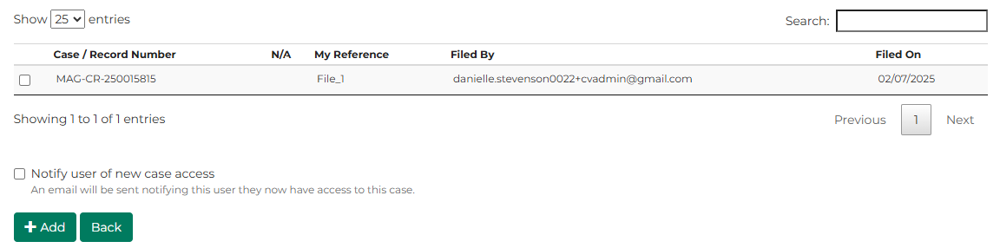 Show 25 entries Search:
Case / Record Number N/A My Reference Filed By Filed On
MAG-CR-250015815 File_1 danielle.stevenson0022+cvadmin@gmail.com 02/07/2025
Showing 1 to 1 of 1 entries Previous 1 Next
Notify user of new case access
An email will be sent notifying this user they now have access to this case.
+ Add Back